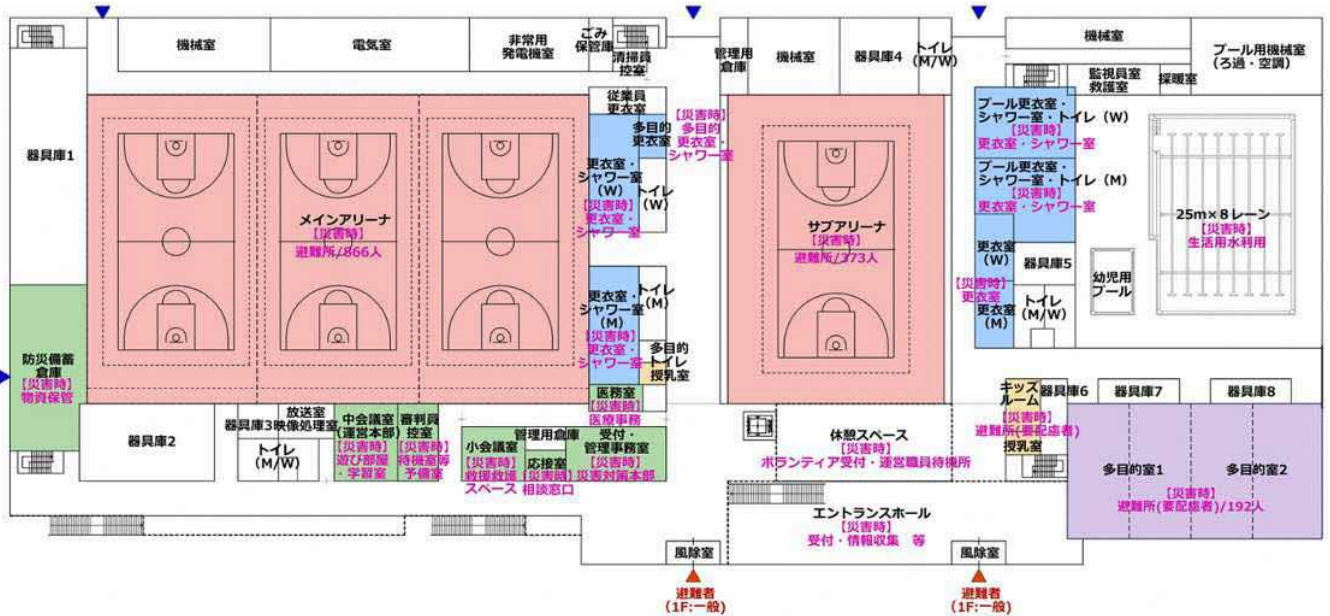 機械室
電気室
非常用
発電機室
ごみ
保管庫
清掃員
控室
管理用
倉庫
機械室
器具庫4
トイレ
(M/W)
機械室
プール用機械室
(ろ過・空調)
監視員室
救護室
採暖室
器具庫1
従業員
更衣室
多目的
更衣室
【災害時】
多目的
更衣室・
シャワー室
更衣室・
シャワー室
(W)
【災害時】
更衣室・
シャワー室
トイレ
(W)
メインアリーナ
【災害時】
避難所/866人
サブアリーナ
【災害時】
避難所/373人
プール更衣室・
シャワー室・トイレ（W）
【災害時】
更衣室・シャワー室
プール更衣室・
シャワー室・トイレ（M）
【災害時】
更衣室・シャワー室
25m×8レーン
【災害時】
生活用水利用
更衣室
(W)
【災害時】
更衣室
更衣室
(M)
器具庫5
トイレ
(M/W)
幼児用
プール
更衣室・
シャワー室
(M)
【災害時】
更衣室・
シャワー室
トイレ
(M)
多目的
トイレ
授乳室
防災備蓄
倉庫
【災害時】
物資保管
医務室
【災害時】
医療事務
器具庫2
器具庫3
放送室
映像処理室
トイレ
(M/W)
中会議室
(運営本部)
【災害時】
遊び部屋
・学習室
審判員
控室
【災害時】
待機室等
予備室
管理用倉庫
小会議室
【災害時】
救援救護
スペース
応接室
【災害時】
相談窓口
受付・
管理事務室
【災害時】
災害対策本部
休憩スペース
【災害時】
ボランティア受付・運営職員待機所
キッズ
ルーム
【災害時】
避難所(要配慮者)
授乳室
器具庫6
器具庫7
器具庫8
多目的室1
多目的室2
【災害時】
避難所(要配慮者)/192人
エントランスホール
【災害時】
受付・情報収集　等
風除室
風除室
避難者
（1F:一般）
避難者
（1F:一般）